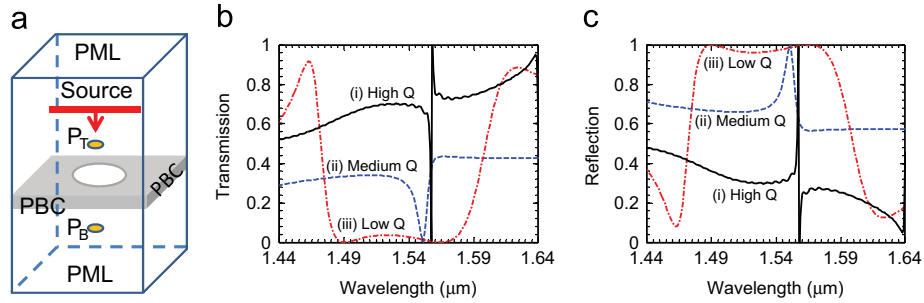 a
PML
Source
P_T
PBC
PBC
P_B
PML
b
Transmission
1
0.8
0.6
0.4
0.2
0
(i) High Q
(ii) Medium Q
(iii) Low Q
1.44
1.49
1.54
1.59
1.64
Wavelength (μm)
c
Reflection
1
0.8
0.6
0.4
0.2
0
(iii) Low Q
(ii) Medium Q
(i) High Q
1.44
1.49
1.54
1.59
1.64
Wavelength (μm)